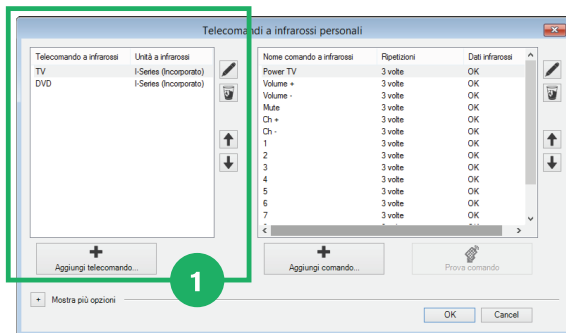 Telecomandi a infrarossi personali
Telecomando a infrarossi Unità a infrarossi
TV I-Series (Incorporato)
DVD I-Series (Incorporato)
Aggiungi telecomando...
1
Nome comando a infrarossi Ripetizioni Dati infrarossi
Power TV 3 volte OK
Volume + 3 volte OK
Volume - 3 volte OK
Mute 3 volte OK
Ch + 3 volte OK
Ch - 3 volte OK
1 3 volte OK
2 3 volte OK
3 3 volte OK
4 3 volte OK
5 3 volte OK
6 3 volte OK
7 3 volte OK
Aggiungi comando...
Prova comando
Mostra più opzioni
OK Cancel